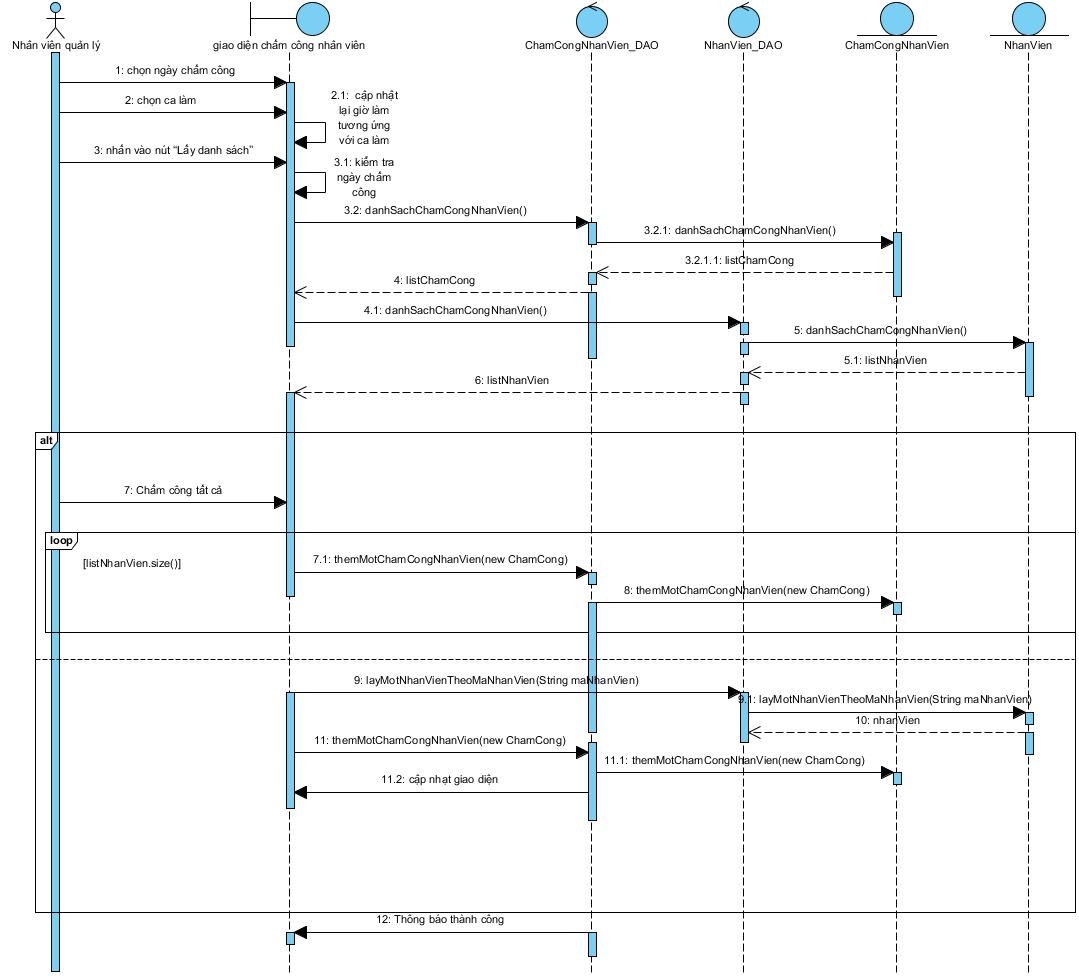 Nhân viên quản lý
giao diện chấm công nhân viên
ChamCongNhanVien_DAO
NhanVien_DAO
ChamCongNhanVien
NhanVien
1: chọn ngày chấm công
2: chọn ca làm
2.1: cập nhật
lại giờ làm
tương ứng
với ca làm
3: nhấn vào nút "Lấy danh sách"
3.1: kiểm tra
ngày chấm
công
3.2: danhSachChamCongNhanVien()
3.2.1: danhSachChamCongNhanVien()
3.2.1.1: listChamCong
4: listChamCong
4.1: danhSachChamCongNhanVien()
5: danhSachChamCongNhanVien()
5.1: listNhanVien
6: listNhanVien
alt
7: Chấm công tất cả
loop
[listNhanVien.size()]
7.1: themMotChamCongNhanVien(new ChamCong)
8: themMotChamCongNhanVien(new ChamCong)
9: layMotNhanVienTheoMaNhanVien(String maNhanVien)
9.1: layMotNhanVienTheoMaNhanVien(String maNhanVien)
10: nhanVien
11: themMotChamCongNhanVien(new ChamCong)
11.1: themMotChamCongNhanVien(new ChamCong)
11.2: cập nhạt giao diện
12: Thông báo thành công